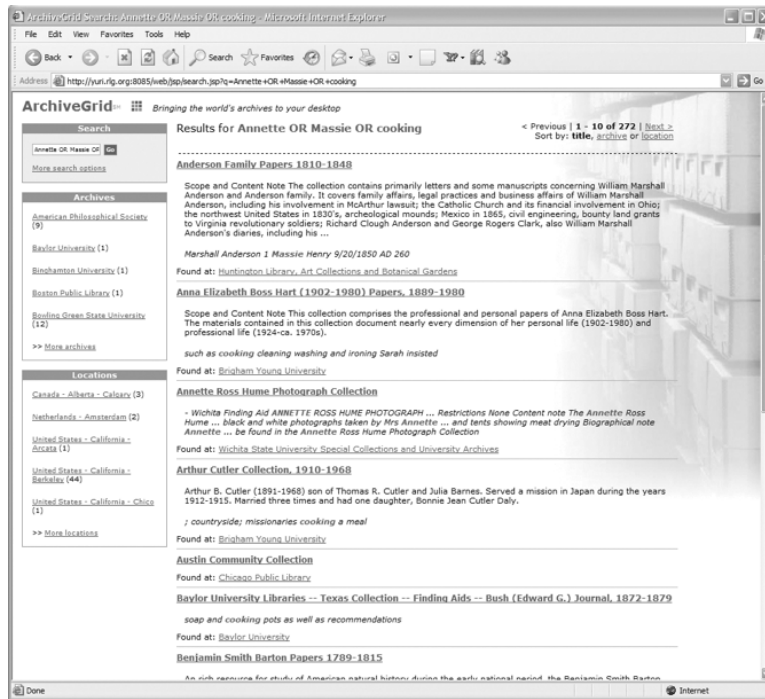 ArchiveGrid Search: Annette OR Massie OR cooking - Microsoft Internet Explorer
File Edit View Favorites Tools Help
Back Search Favorites
Address http://yuri.rlg.org:8085/web/jsp/search.jsp?q=Annette+OR+Massie+OR+cooking Go
ArchiveGrid Bringing the world's archives to your desktop
Search
Annette OR Massie OR Go
More search options
Archives
American Philosophical Society
(9)
Baylor University (1)
Binghamton University (1)
Boston Public Library (1)
Bowling Green State University
(12)
>> More archives
Locations
Canada - Alberta - Calgary (3)
Netherlands - Amsterdam (2)
United States - California -
Arcata (1)
United States - California -
Berkeley (44)
United States - California - Chico
(1)
>> More locations
Results for Annette OR Massie OR cooking
< Previous | 1 - 10 of 272 | Next >
Sort by: title, archive or location
Anderson Family Papers 1810-1848
Scope and Content Note The collection contains primarily letters and some manuscripts concerning William Marshall
Anderson and Anderson family. It covers family affairs, legal practices and business affairs of William Marshall
Anderson, including his involvement in McArthur lawsuit; the Catholic Church and its financial involvement in Ohio;
the northwest United States in 1830's, archeological mounds; Mexico in 1865, civil engineering, bounty land grants
to Virginia revolutionary soldiers; Richard Clough Anderson and George Rogers Clark, also William Marshall
Anderson's diaries, including his ...
Marshall Anderson 1 Massie Henry 9/20/1850 AD 260
Found at: Huntington Library, Art Collections and Botanical Gardens
Anna Elizabeth Boss Hart (1902-1980) Papers, 1889-1980
Scope and Content Note This collection comprises the professional and personal papers of Anna Elizabeth Boss Hart.
The materials contained in this collection document nearly every dimension of her personal life (1902-1980) and
professional life (1924-ca. 1970s).
such as cooking cleaning washing and ironing Sarah insisted
Found at: Brigham Young University
Annette Ross Hume Photograph Collection
- Wichita Finding Aid ANNETTE ROSS HUME PHOTOGRAPH ... Restrictions None Content note The Annette Ross
Hume ... black and white photographs taken by Mrs Annette ... and tents showing meat drying Biographical note
Annette ... be found in the Annette Ross Hume Photograph Collection
Found at: Wichita State University Special Collections and University Archives
Arthur Cutler Collection, 1910-1968
Arthur B. Cutler (1891-1968) son of Thomas R. Cutler and Julia Barnes. Served a mission in Japan during the years
1912-1915. Married three times and had one daughter, Bonnie Jean Cutler Daly.
; countryside; missionaries cooking a meal
Found at: Brigham Young University
Austin Community Collection
Found at: Chicago Public Library
Baylor University Libraries -- Texas Collection -- Finding Aids -- Bush (Edward G.) Journal, 1872-1879
soap and cooking pots as well as recommendations
Found at: Baylor University
Benjamin Smith Barton Papers 1789-1815
An rich resource for study of American natural history during the early national period, the Benjamin Smith Barton
Done Internet